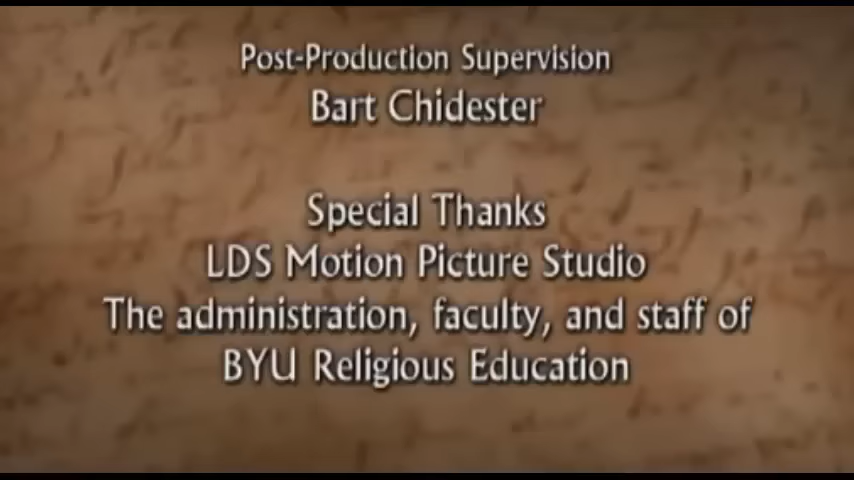 Post-Production Supervision
Bart Chidester
Special Thanks
LDS Motion Picture Studio
The administration, faculty, and staff of
BYU Religious Education